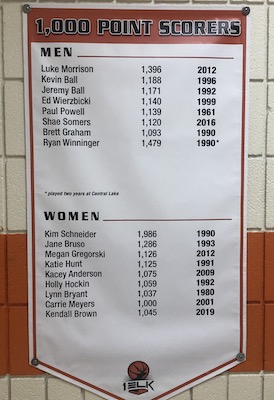 1,000 POINT SCORERS
MEN
Luke Morrison 1,396 2012
Kevin Ball 1,188 1996
Jeremy Ball 1,171 1992
Ed Wierzbicki 1,140 1999
Paul Powell 1,139 1961
Shae Somers 1,120 2016
Brett Graham 1,093 1990
Ryan Winninger 1,479 1990*
* played two years at Central Lake
WOMEN
Kim Schneider 1,986 1990
Jane Bruso 1,286 1993
Megan Gregorski 1,126 2012
Katie Hunt 1,125 1991
Kacey Anderson 1,075 2009
Holly Hockin 1,059 1992
Lynn Bryant 1,037 1980
Carrie Meyers 1,000 2001
Kendall Brown 1,045 2019
1ELK